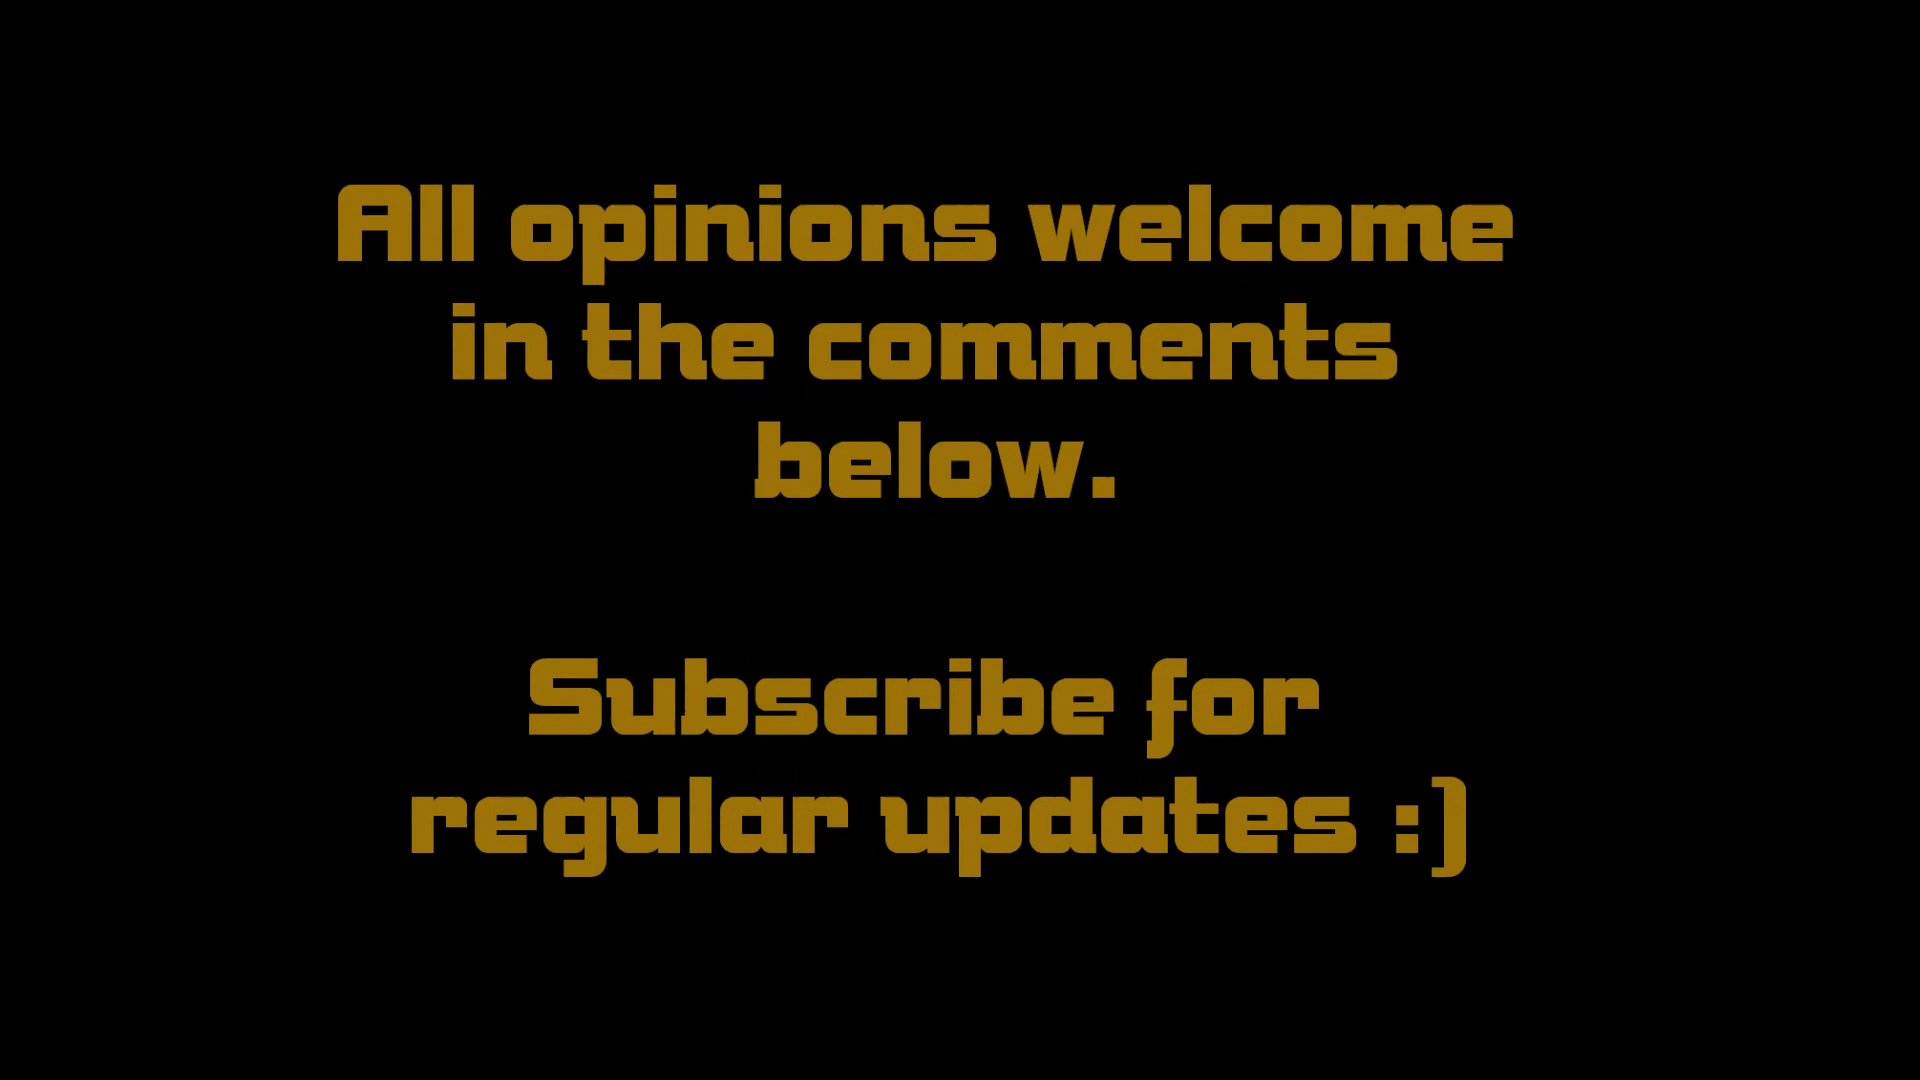 All opinions welcome
in the comments
below.
Subscribe for
regular updates :)